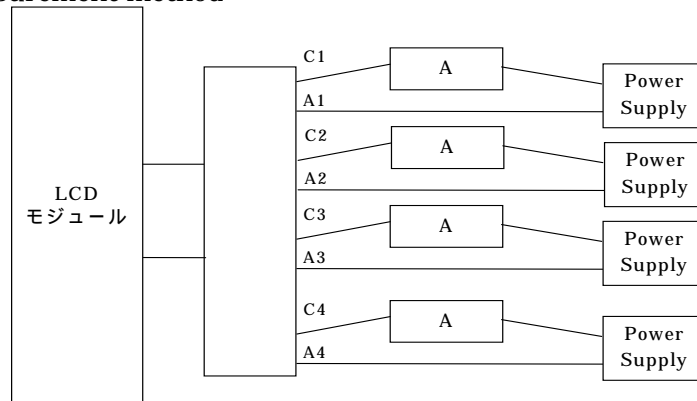 LCD
モジュール
C1
A
Power
Supply
A1
C2
A
Power
Supply
A2
C3
A
Power
Supply
A3
C4
A
Power
Supply
A4